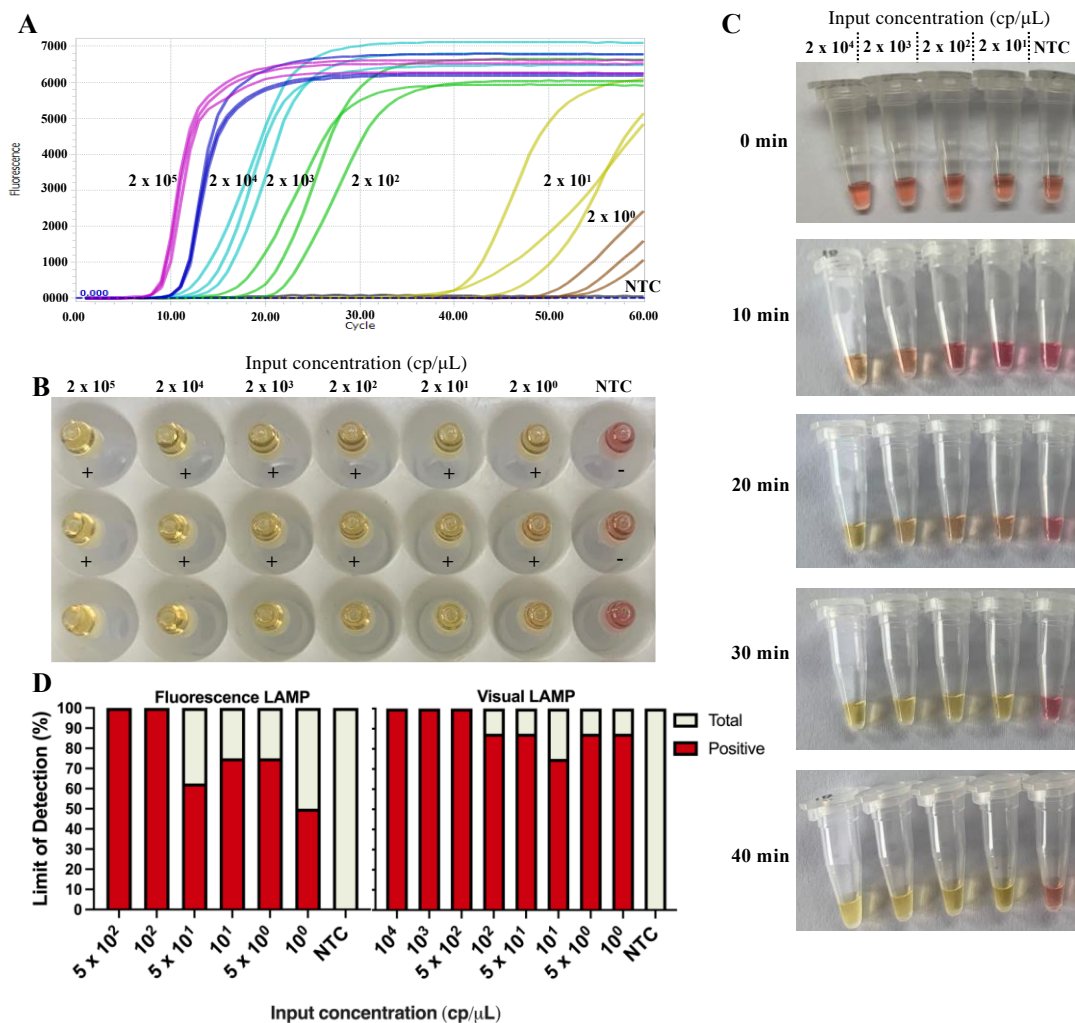 A
7000
6000
5000
4000
3000
2000
1000
0000
Fluorescence
2 x 10⁵
2 x 10⁴
2 x 10³
2 x 10²
2 x 10¹
2 x 10⁰
NTC
0.000
0.00
10.00
20.00
30.00
40.00
50.00
60.00
Cycle
B
Input concentration (cp/μL)
2 x 10⁵ 2 x 10⁴ 2 x 10³ 2 x 10² 2 x 10¹ 2 x 10⁰ NTC
+ + + + + + -
+ + + + + + -
C
Input concentration (cp/μL)
2 x 10⁴ 2 x 10³ 2 x 10² 2 x 10¹ NTC
0 min
10 min
20 min
30 min
40 min
D
Fluorescence LAMP
Visual LAMP
Total
Positive
Limit of Detection (%)
100
90
80
70
60
50
40
30
20
10
0
5 x 10² 10² 5 x 10¹ 10¹ 5 x 10⁰ 10⁰ NTC
10⁴ 10³ 5 x 10² 10² 5 x 10¹ 10¹ 5 x 10⁰ 10⁰ NTC
Input concentration (cp/μL)